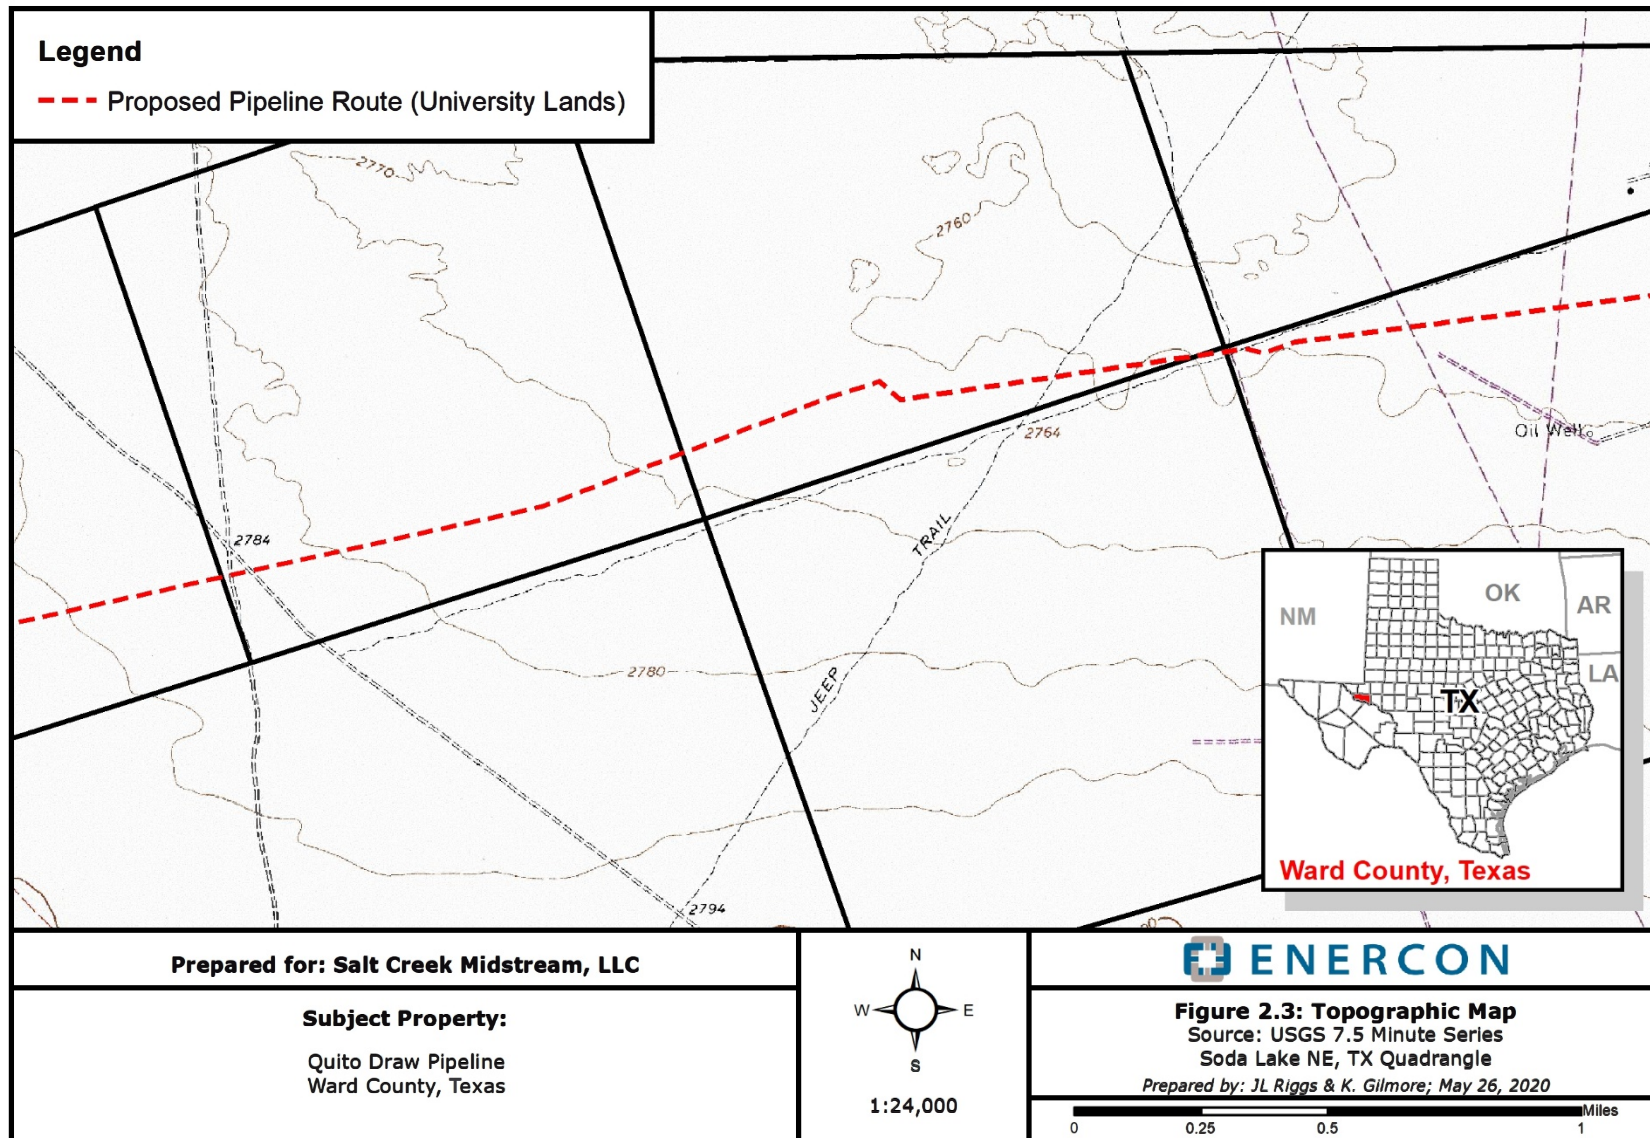 Legend
Proposed Pipeline Route (University Lands)
2770
2760
2764
Oil Well
2784
TRAIL
JEEP
2780
2794
NM
OK
AR
LA
TX
Ward County, Texas
Prepared for: Salt Creek Midstream, LLC
Subject Property:
Quito Draw Pipeline
Ward County, Texas
N
W
E
S
1:24,000
ENERCON
Figure 2.3: Topographic Map
Source: USGS 7.5 Minute Series
Soda Lake NE, TX Quadrangle
Prepared by: JL Riggs & K. Gilmore; May 26, 2020
Miles
0 0.25 0.5 1